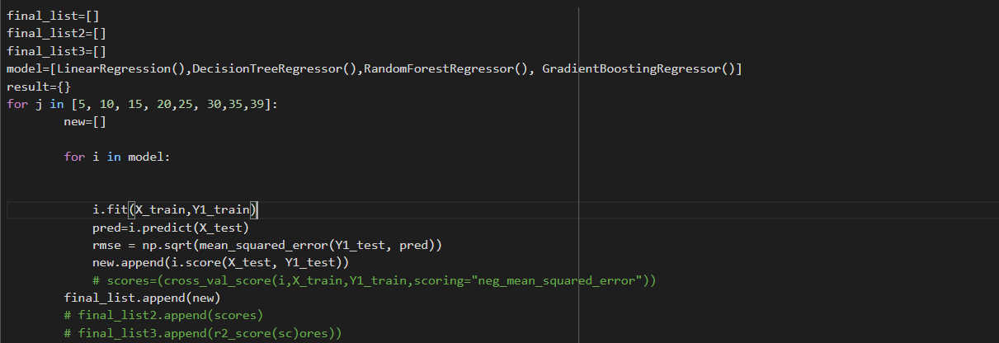 final_list=[]
final_list2=[]
final_list3=[]
model=[LinearRegression(),DecisionTreeRegressor(),RandomForestRegressor(), GradientBoostingRegressor()]
result={}
for j in [5, 10, 15, 20,25, 30,35,39]:
        new=[]
        for i in model:
            i.fit(X_train,Y1_train)
            pred=i.predict(X_test)
            rmse = np.sqrt(mean_squared_error(Y1_test, pred))
            new.append(i.score(X_test, Y1_test))
            # scores=(cross_val_score(i,X_train,Y1_train,scoring="neg_mean_squared_error"))
        final_list.append(new)
        # final_list2.append(scores)
        # final_list3.append(r2_score(sc)ores))